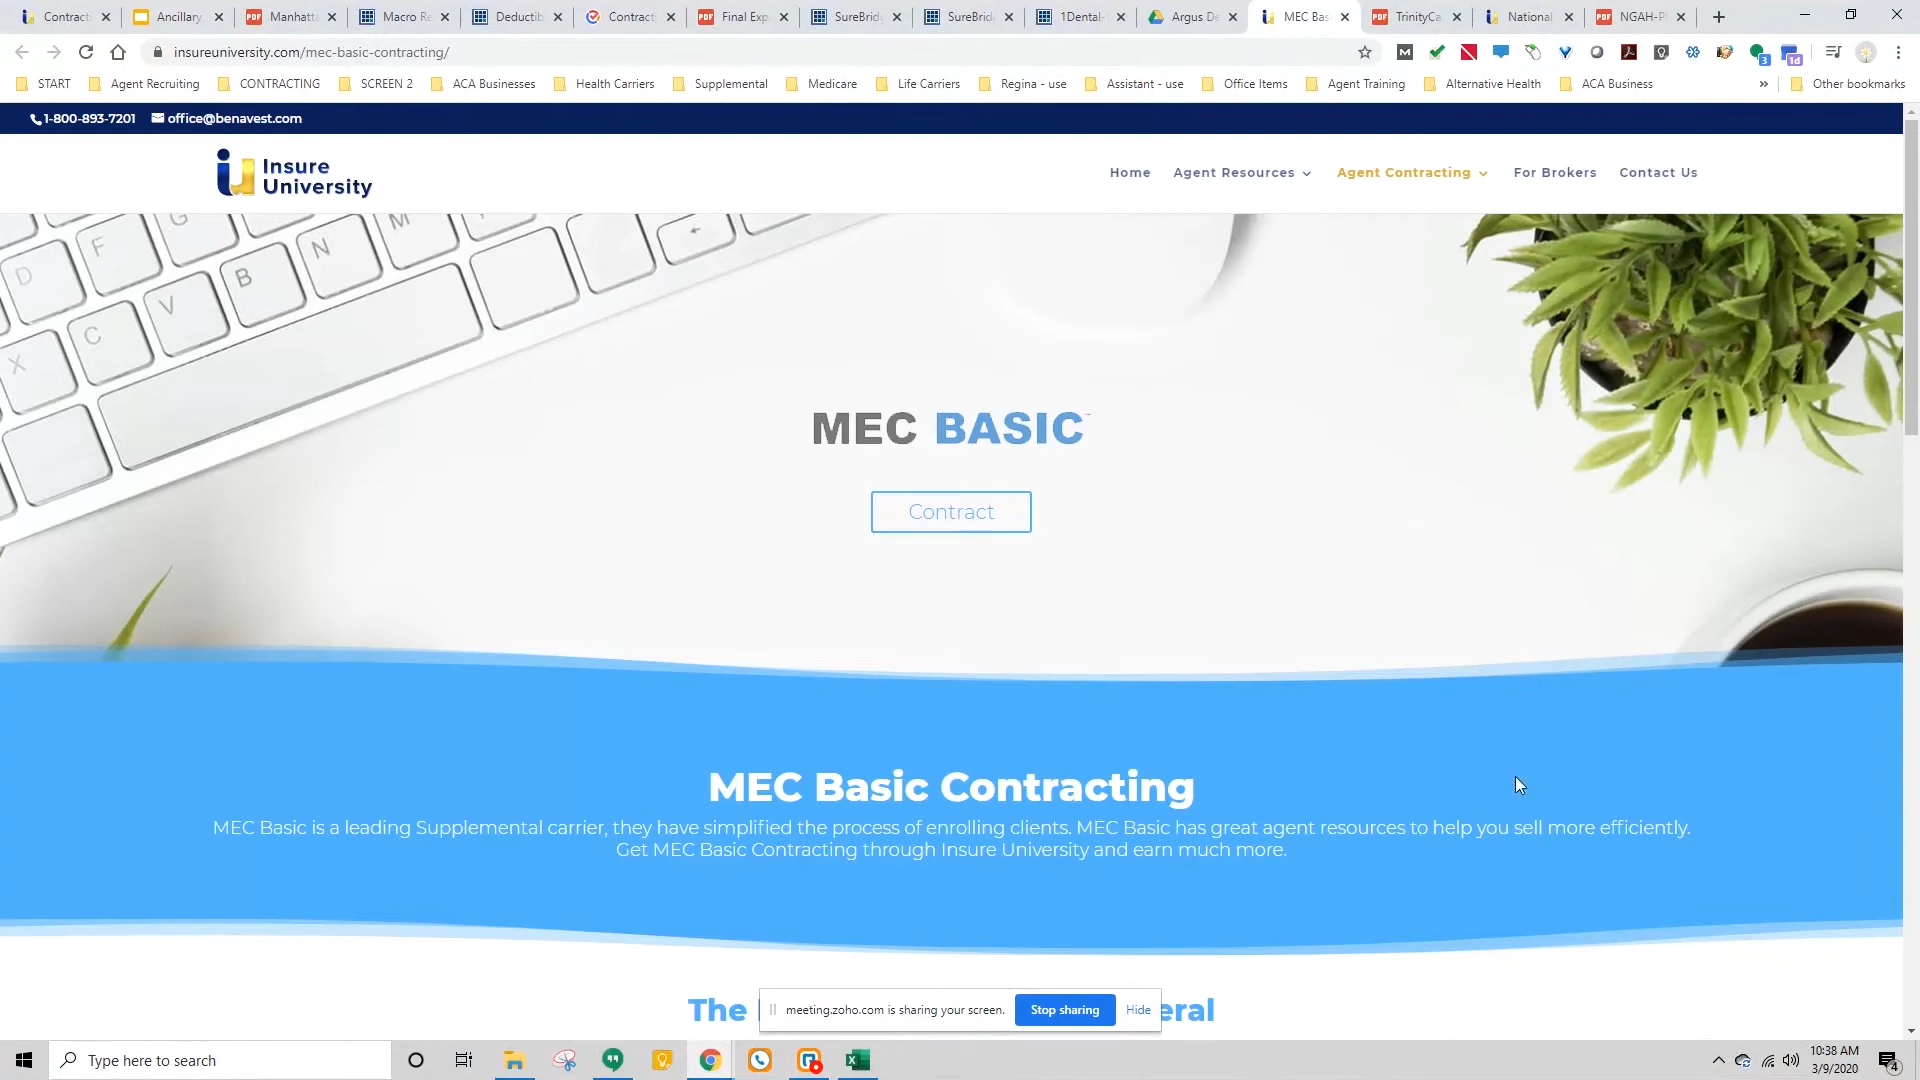 Contract
Ancillary
Manhatt
Macro R
Deductib
Contract
Final Exp
SureBrid
SureBrid
1Dental-
Argus De
MEC Bas
TrinityCa
National
NGAH-P
insureuniversity.com/mec-basic-contracting/
3
1d
START
Agent Recruiting
CONTRACTING
SCREEN 2
ACA Businesses
Health Carriers
Supplemental
Medicare
Life Carriers
Regina - use
Assistant - use
Office Items
Agent Training
Alternative Health
ACA Business
»
Other bookmarks
1-800-893-7201
office@benavest.com
Insure
University
Home
Agent Resources
Agent Contracting
For Brokers
Contact Us
D
F
G
X
C
V
B
N
M
MEC BASIC
Contract
MEC Basic Contracting
MEC Basic is a leading Supplemental carrier, they have simplified the process of enrolling clients. MEC Basic has great agent resources to help you sell more efficiently.
Get MEC Basic Contracting through Insure University and earn much more.
The
eral
meeting.zoho.com is sharing your screen.
Stop sharing
Hide
Type here to search
10:38 AM
3/9/2020
4